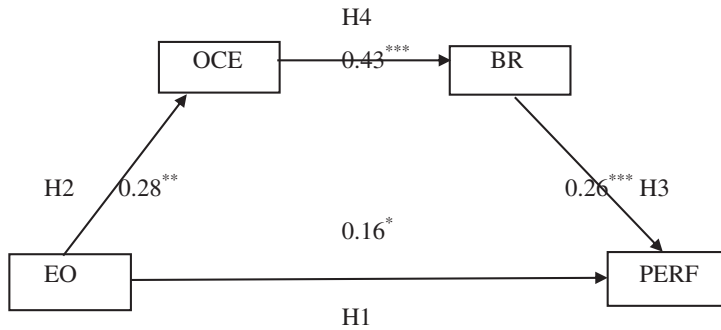 H4
OCE
0.43***
BR
H2
0.28**
0.26***
H3
0.16*
EO
PERF
H1